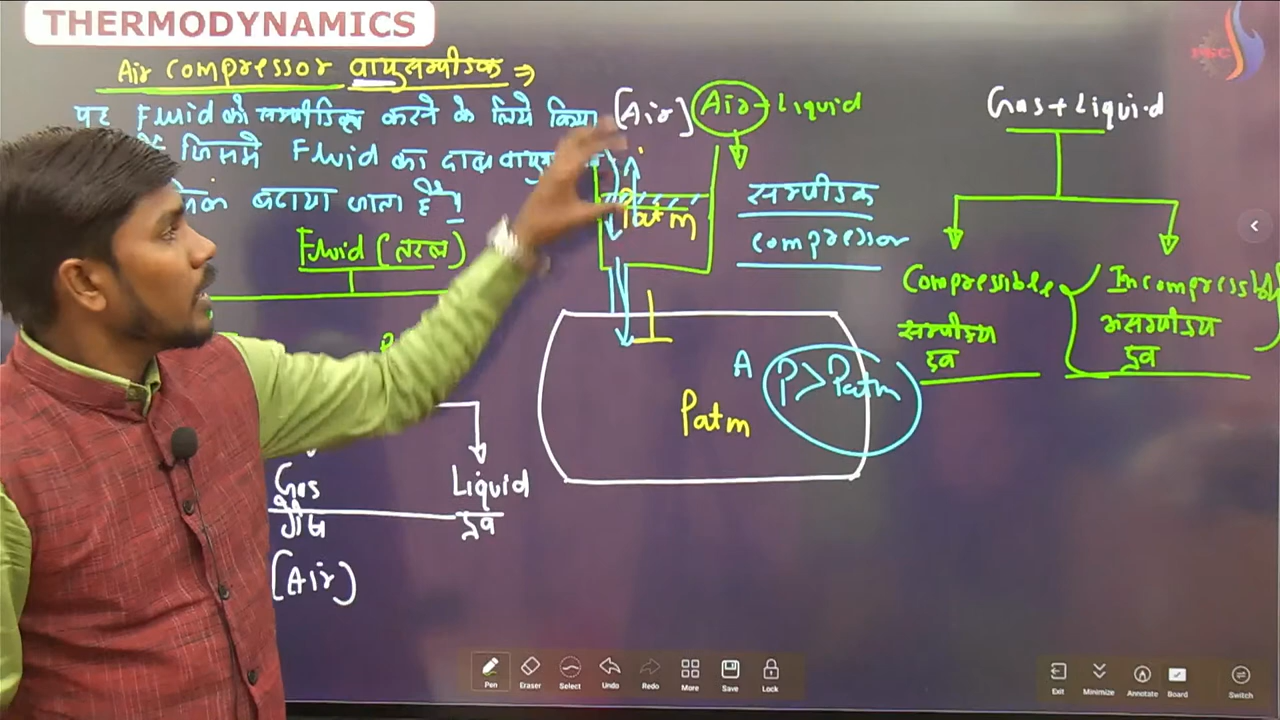 THERMODYNAMICS
Air compressor वायुसम्पीडक ⇒
यह Fluid को सम्पीडित करने के लिये किया
जिसमे Fluid का दाब वायु
बढाया जाता है।
Fluid (तरल)
Gas
गैस
(Air)
Liquid
द्रव
[Air] Air + Liquid
Patm
सम्पीडक
compressor
A P > Patm
Patm
Gas + Liquid
Compressible
सम्पीड्य
द्रव
Incompressible
असम्पीड्य
द्रव
Pen Eraser Select Undo Redo More Save Lock
Exit Minimize Annotate Board Switch